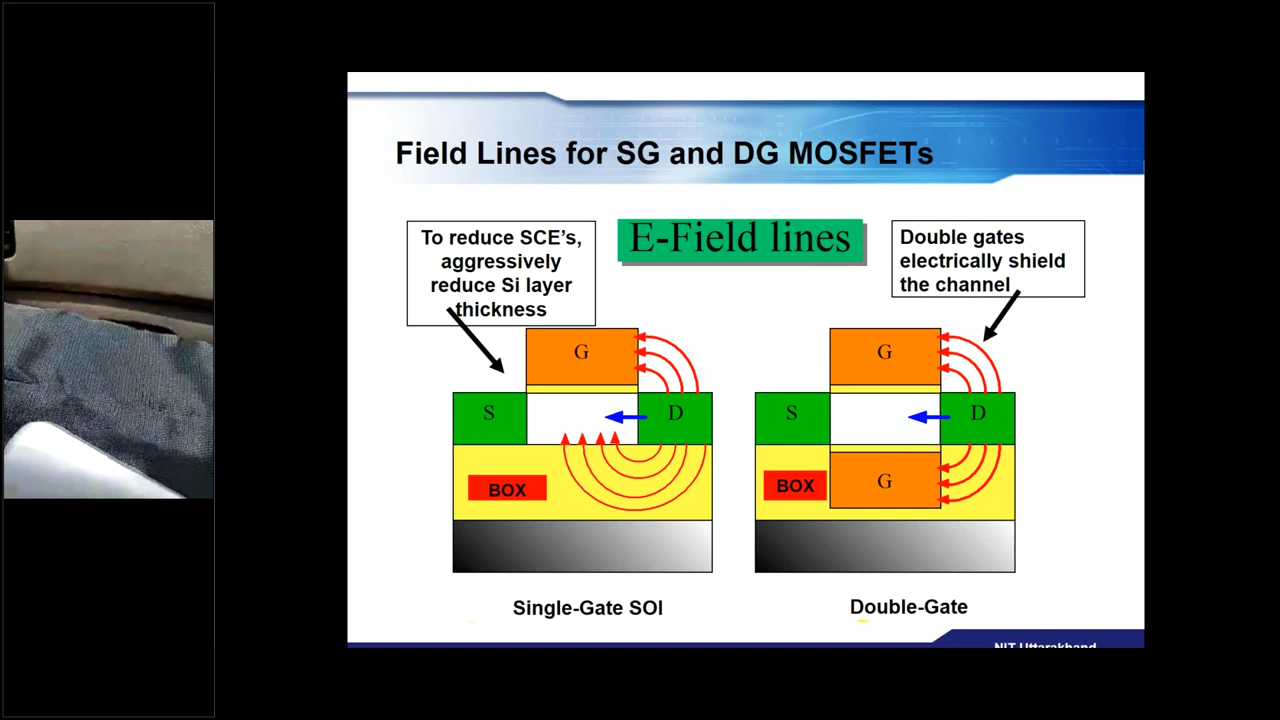 Field Lines for SG and DG MOSFETs
To reduce SCE's,
aggressively
reduce Si layer
thickness
E-Field lines
Double gates
electrically shield
the channel
G
S
D
BOX
Single-Gate SOI
G
S
D
BOX
G
Double-Gate
NIT Uttarakhand